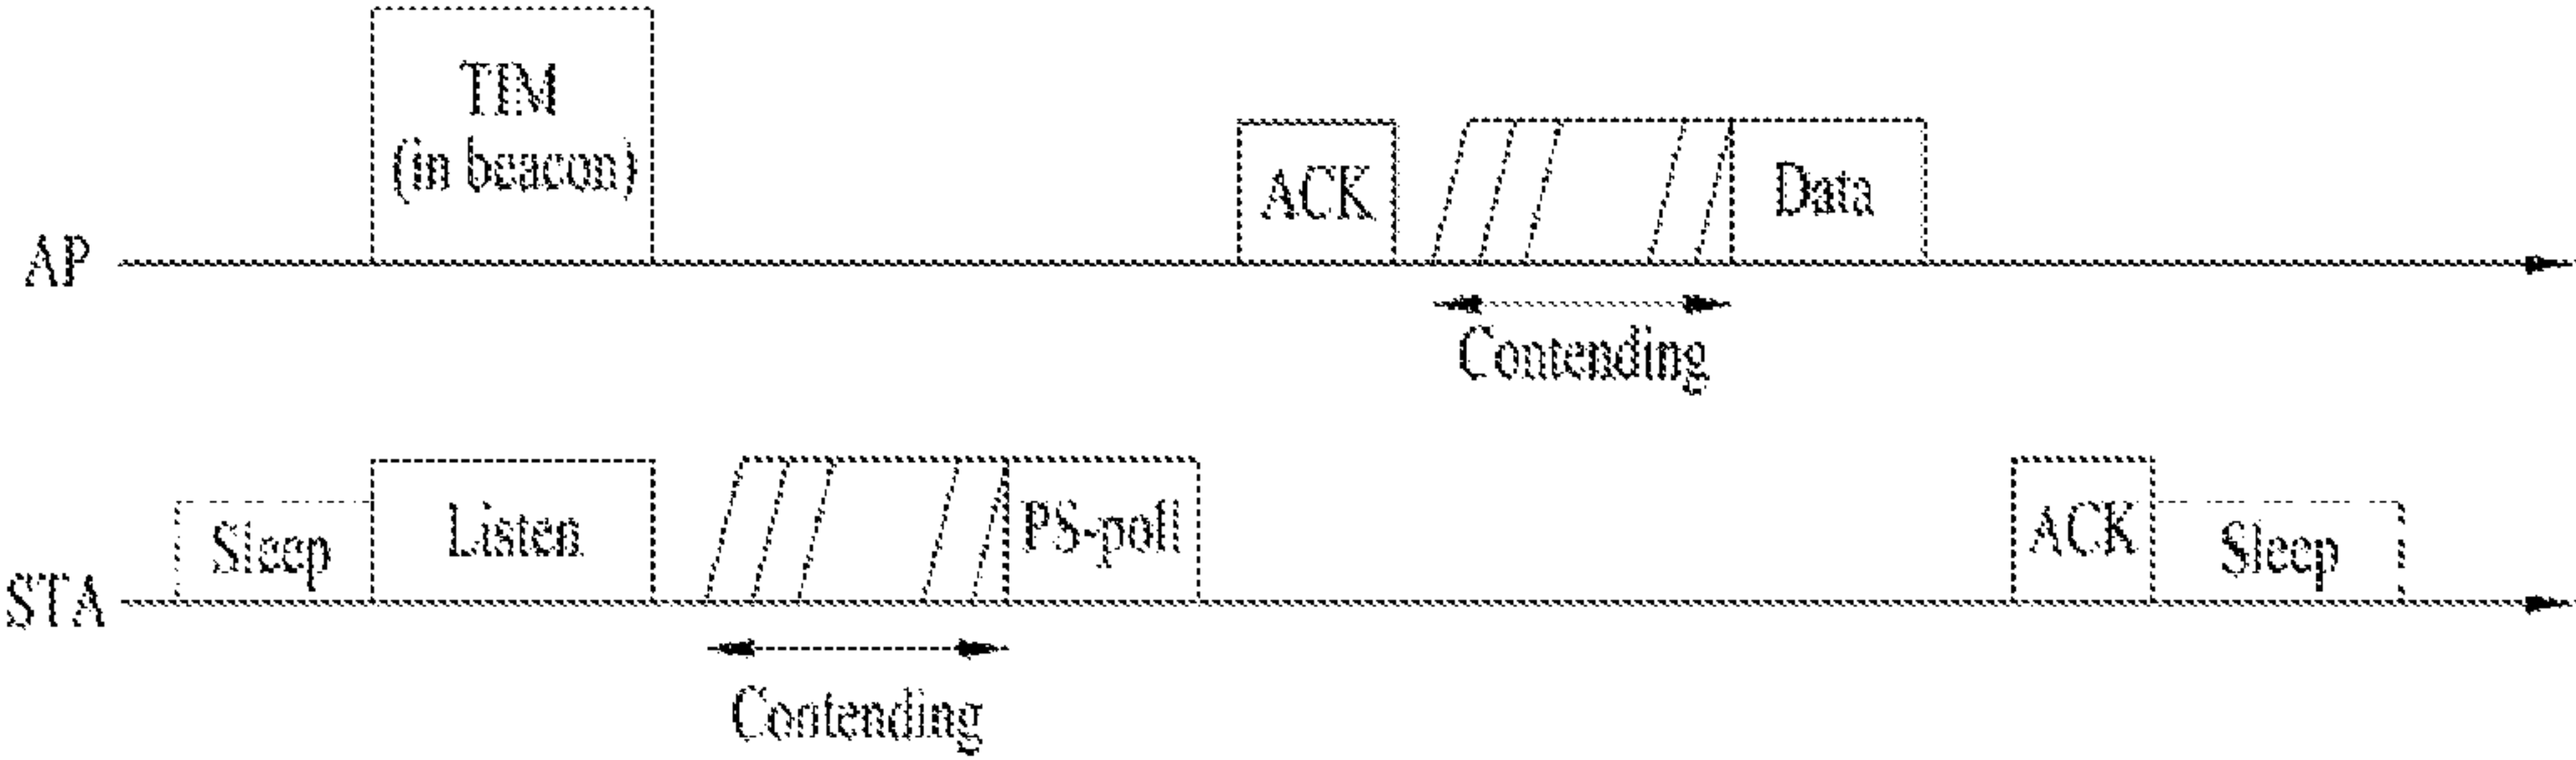 TIM
(in beacon)
ACK
Data
AP
Contending
Sleep
Listen
PS-poll
ACK
Sleep
STA
Contending